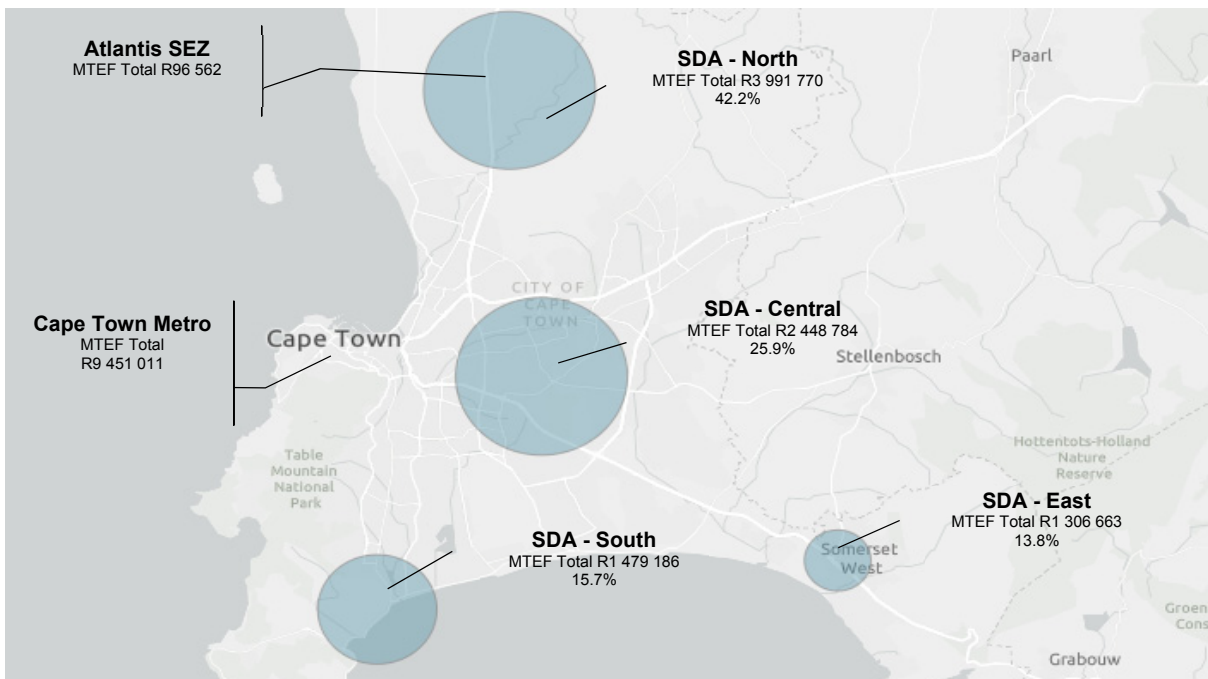 Atlantis SEZ
MTEF Total R96 562
SDA - North
MTEF Total R3 991 770
42.2%
Paarl
CITY OF
CAPE
TOWN
SDA - Central
MTEF Total R2 448 784
25.9%
Cape Town Metro
MTEF Total
R9 451 011
Cape Town
Stellenbosch
Table
Mountain
National
Park
Hottentots-Holland
Nature
Reserve
SDA - East
MTEF Total R1 306 663
13.8%
SDA - South
MTEF Total R1 479 186
15.7%
Somerset
West
Groen
Cons
Grabouw